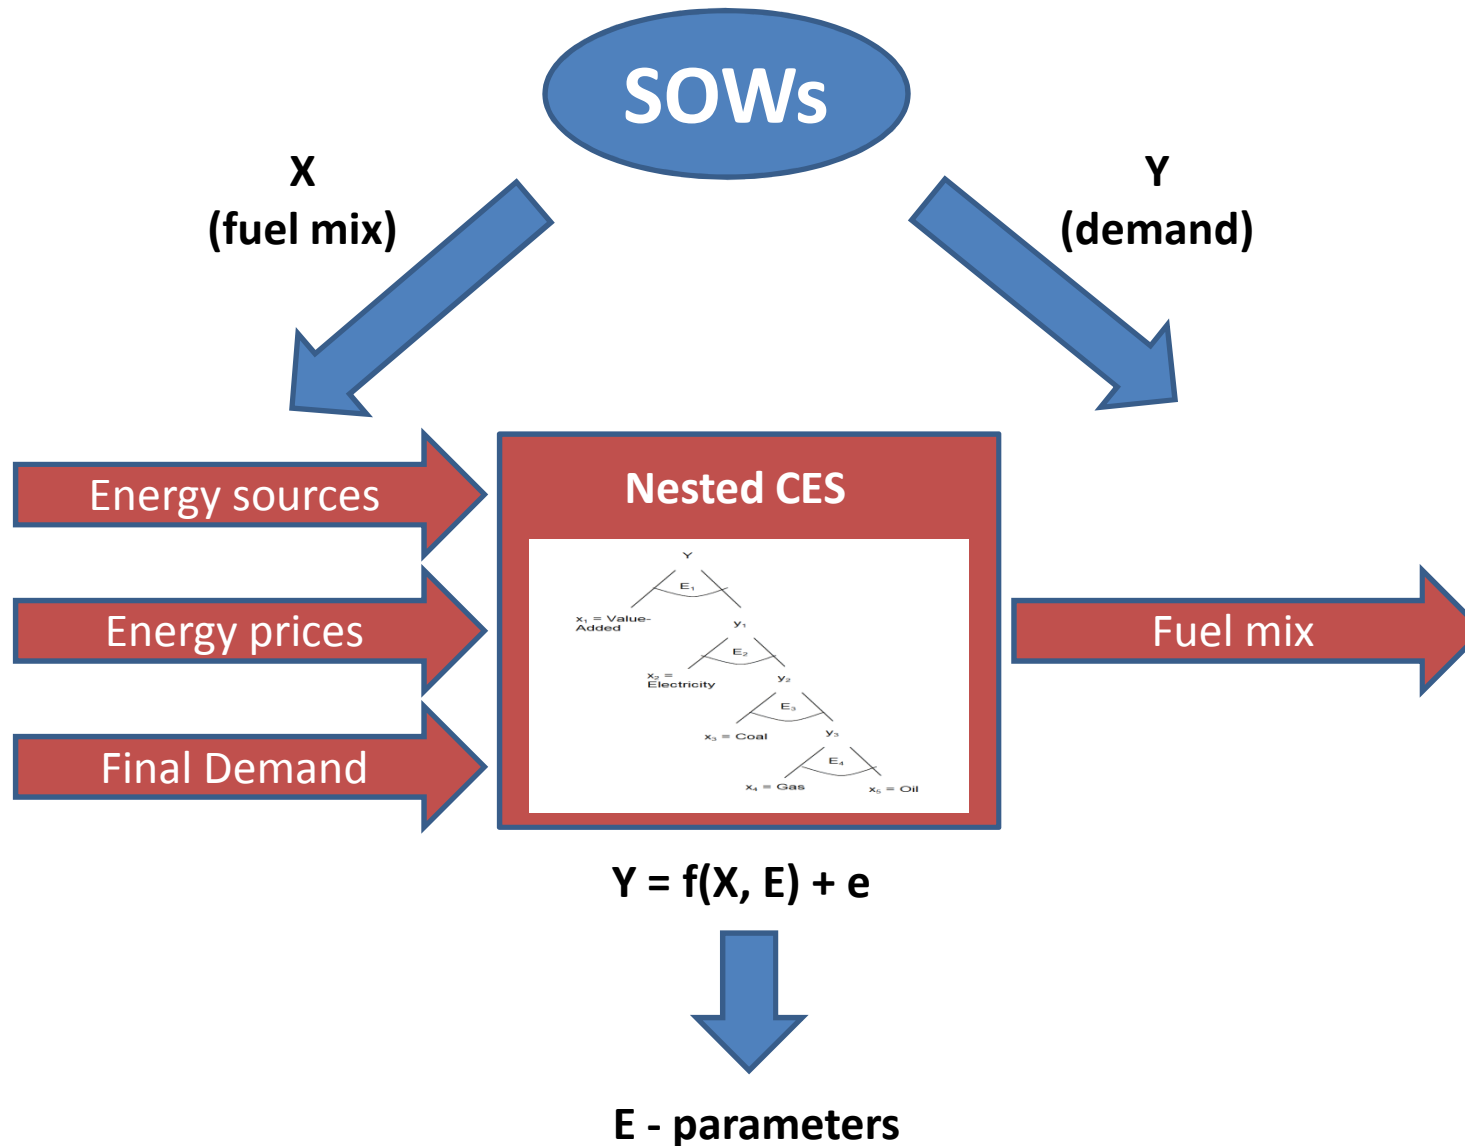 SOWs
X
(fuel mix)
Y
(demand)
Energy sources
Energy prices
Final Demand
Nested CES
Y
E₁
x₁ = Value-
Added
y₁
E₂
x₂ =
Electricity
y₂
E₃
x₃ = Coal
y₃
E₄
x₄ = Gas
x₅ = Oil
Fuel mix
Y = f(X, E) + e
E - parameters